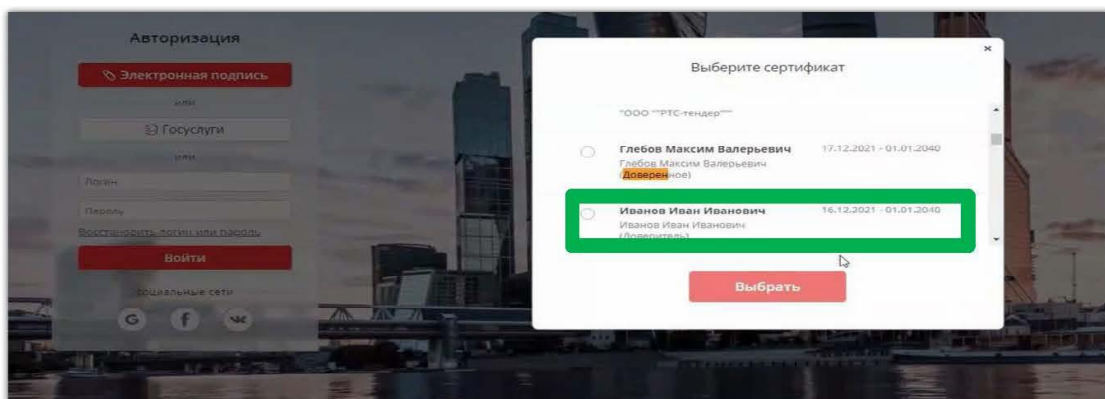 Авторизация
Электронная подпись
или
Госуслуги
или
Логин
Пароль
Восстановить логин или пароль
Войти
социальные сети
G f
×
Выберите сертификат
"ООО ""РТС-тендер"""
Глебов Максим Валерьевич 17.12.2021 - 01.01.2040
Глебов Максим Валерьевич
(Доверенное)
Иванов Иван Иванович 16.12.2021 - 01.01.2040
Иванов Иван Иванович
(Доверитель)
Выбрать